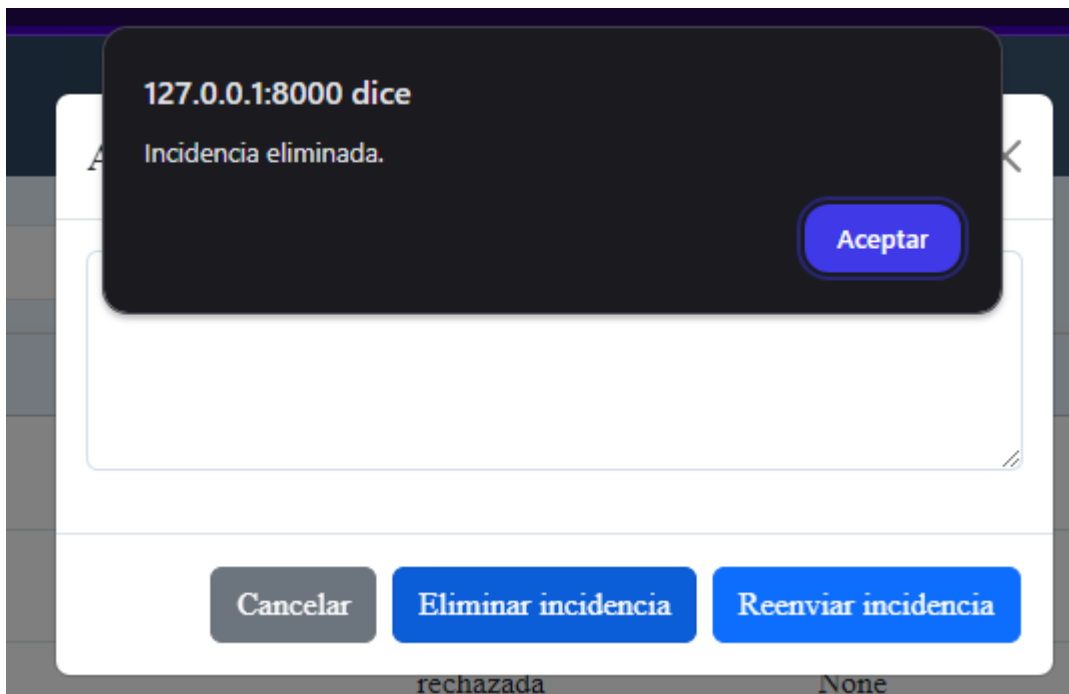 127.0.0.1:8000 dice
Incidencia eliminada.
Aceptar
Cancelar
Eliminar incidencia
Reenviar incidencia
rechazada
None